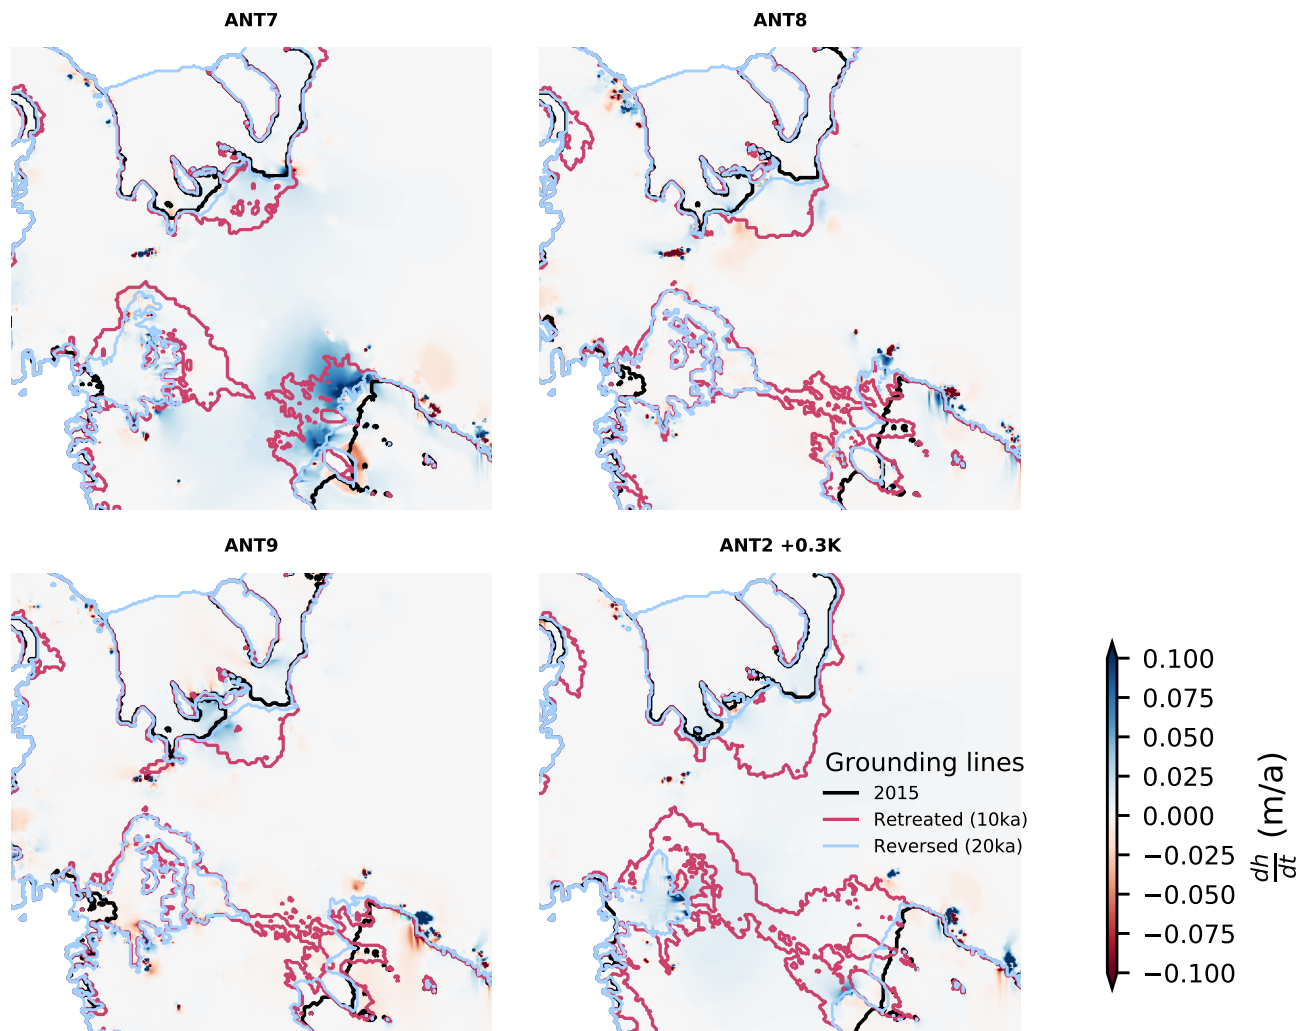 ANT7
ANT8
ANT9
ANT2 +0.3K
Grounding lines
2015
Retreated (10ka)
Reversed (20ka)
0.100
0.075
0.050
0.025
0.000
−0.025
−0.050
−0.075
−0.100
dh/dt (m/a)